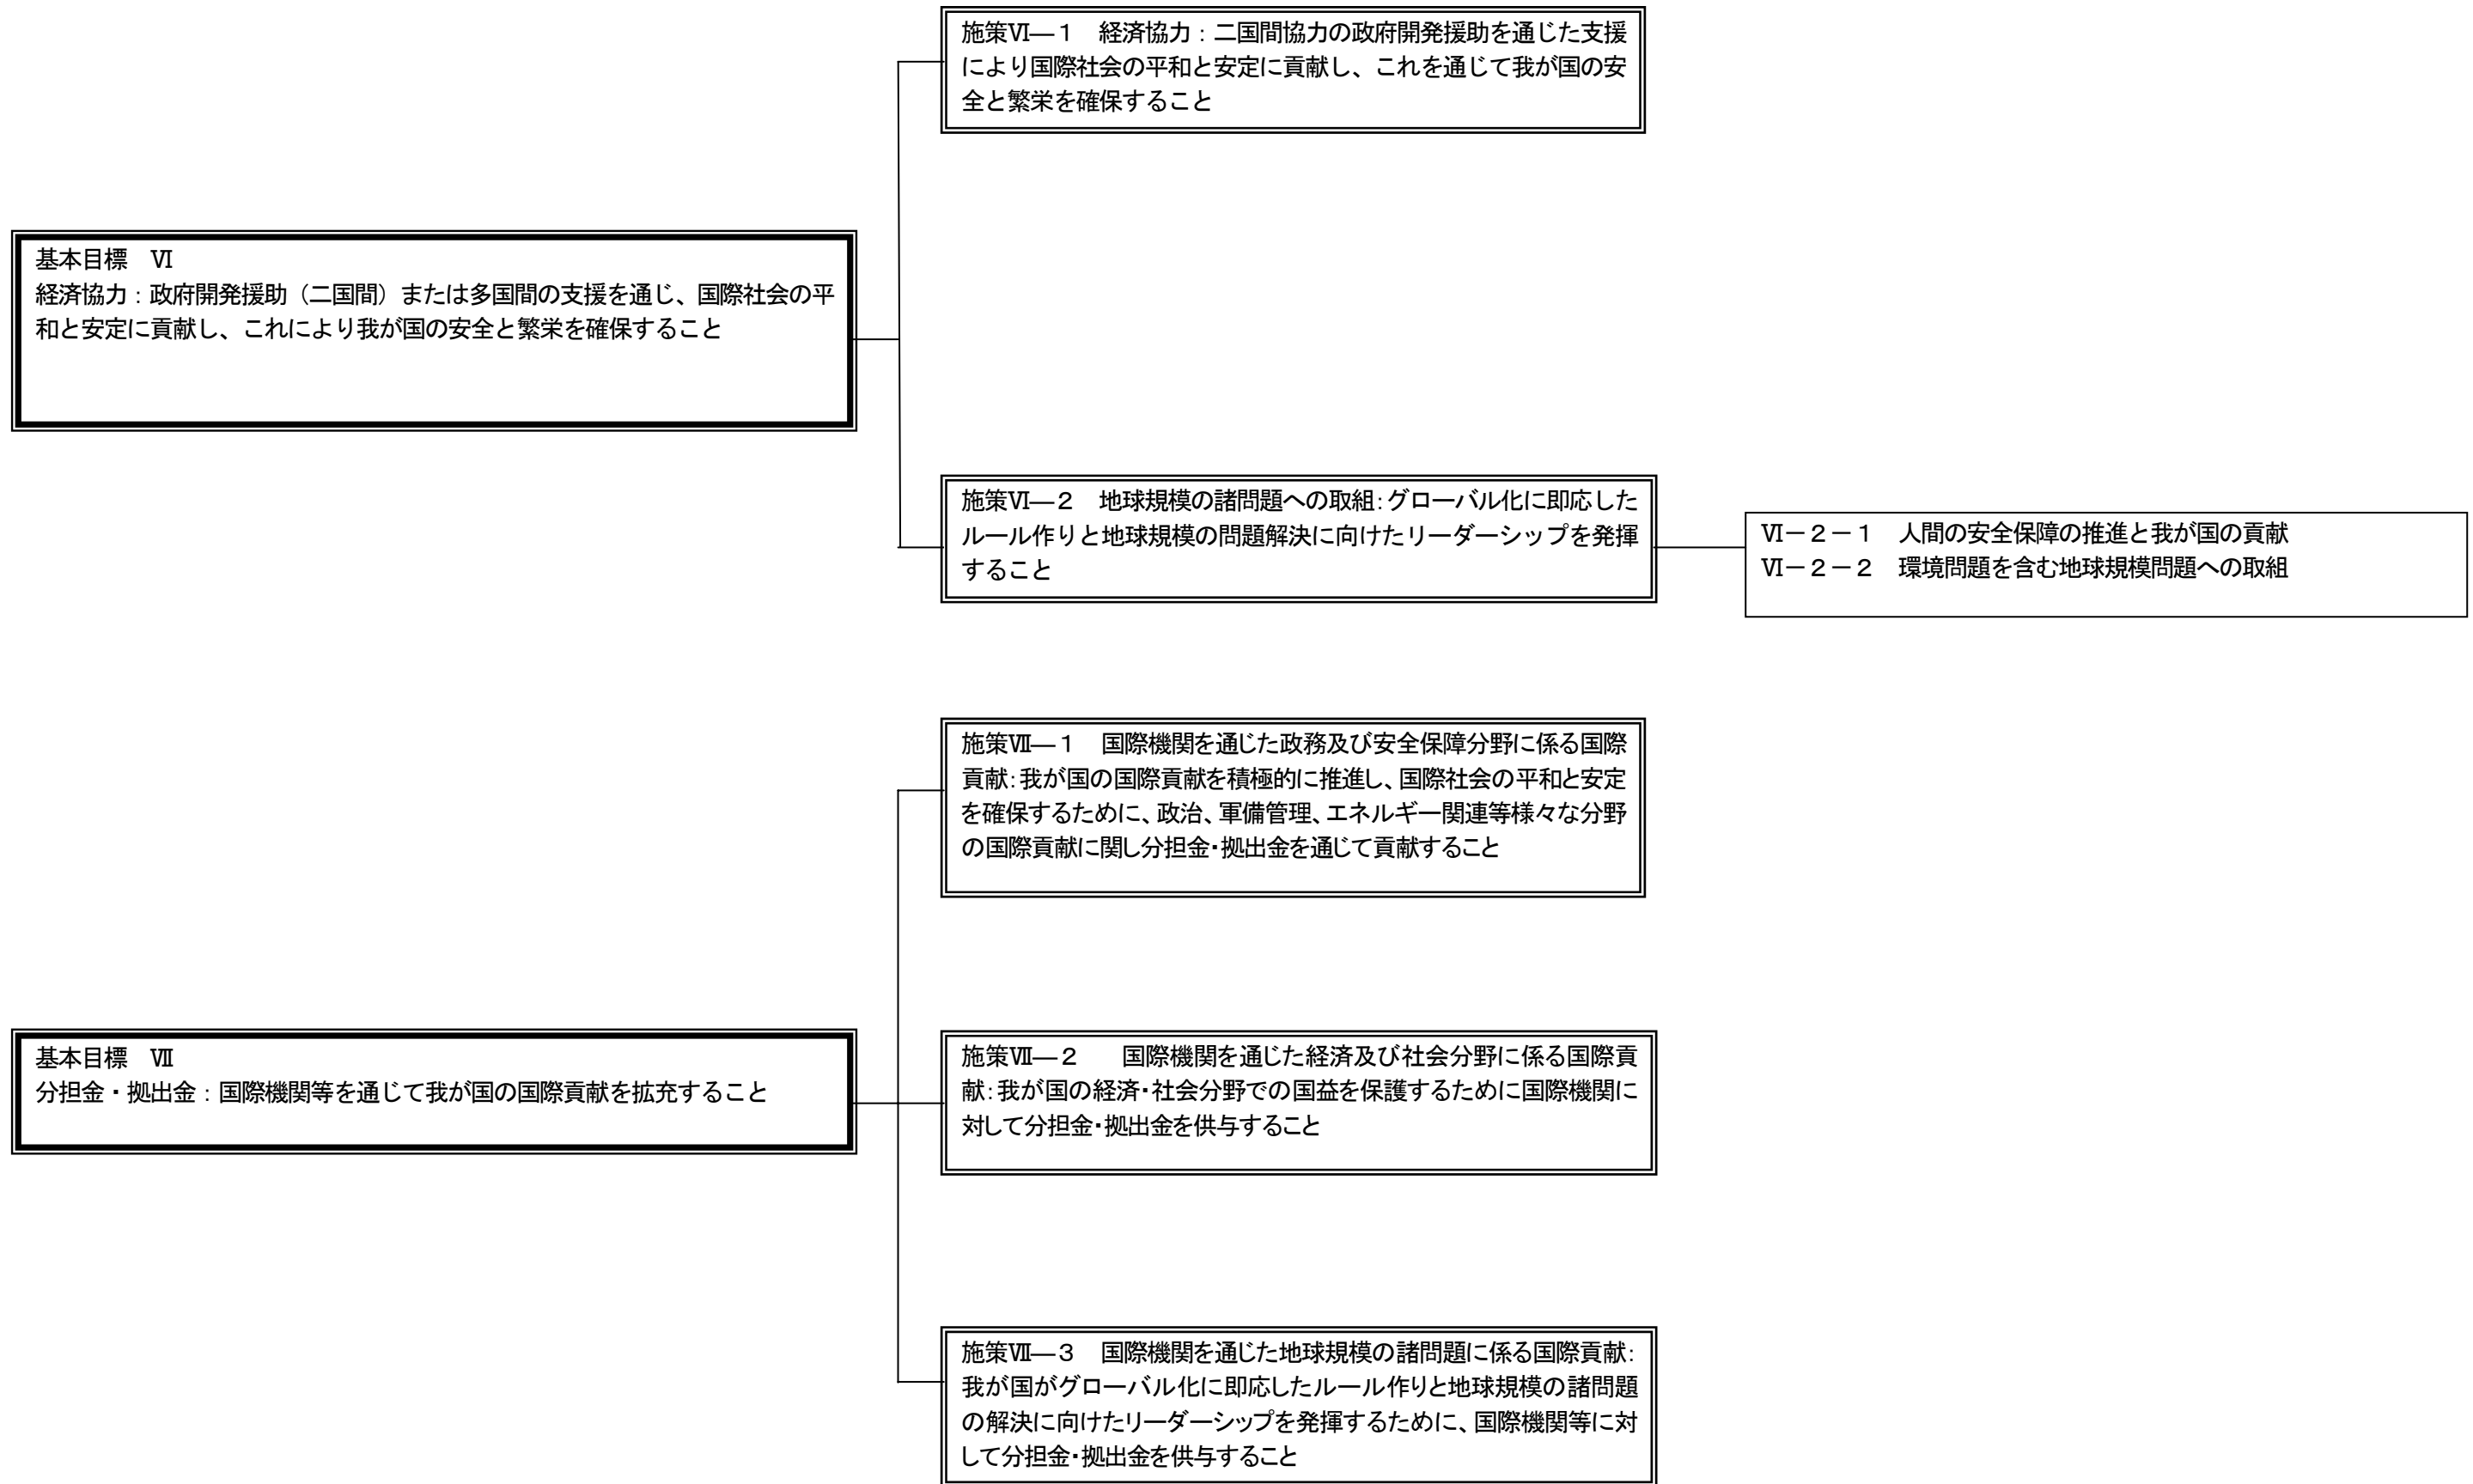 施策Ⅵ―１　経済協力：二国間協力の政府開発援助を通じた支援
により国際社会の平和と安定に貢献し、これを通じて我が国の安
全と繁栄を確保すること
基本目標　Ⅵ
経済協力：政府開発援助（二国間）または多国間の支援を通じ、国際社会の平
和と安定に貢献し、これにより我が国の安全と繁栄を確保すること
施策Ⅵ―２　地球規模の諸問題への取組：グローバル化に即応した
ルール作りと地球規模の問題解決に向けたリーダーシップを発揮
すること
Ⅵ－２－１　人間の安全保障の推進と我が国の貢献
Ⅵ－２－２　環境問題を含む地球規模問題への取組
施策Ⅶ―１　国際機関を通じた政務及び安全保障分野に係る国際
貢献：我が国の国際貢献を積極的に推進し、国際社会の平和と安定
を確保するために、政治、軍備管理、エネルギー関連等様々な分野
の国際貢献に関し分担金・拠出金を通じて貢献すること
基本目標　Ⅶ
分担金・拠出金：国際機関等を通じて我が国の国際貢献を拡充すること
施策Ⅶ―２　　国際機関を通じた経済及び社会分野に係る国際貢
献：我が国の経済・社会分野での国益を保護するために国際機関に
対して分担金・拠出金を供与すること
施策Ⅶ―３　国際機関を通じた地球規模の諸問題に係る国際貢献：
我が国がグローバル化に即応したルール作りと地球規模の諸問題
の解決に向けたリーダーシップを発揮するために、国際機関等に対
して分担金・拠出金を供与すること